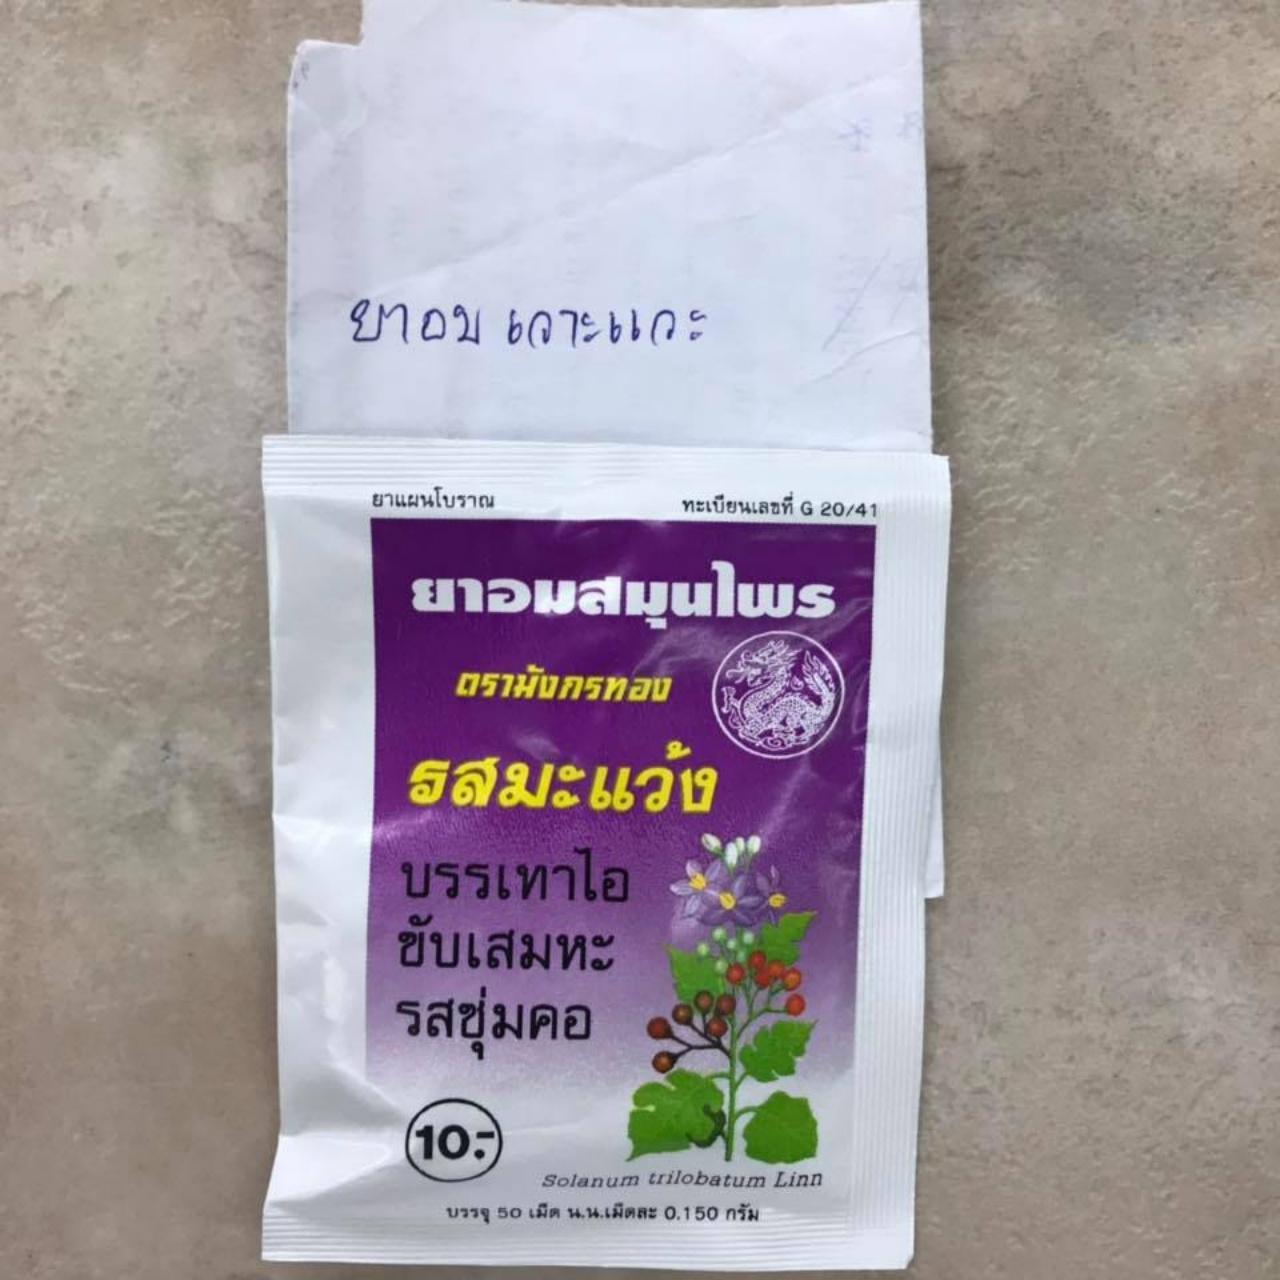 ยาอม เวาะแวะ
ยาแผนโบราณ ทะเบียนเลขที่ G 20/41
ยาอมสมุนไพร
ตรามังกรทอง
รสมะแว้ง
บรรเทาไอ
ขับเสมหะ
รสชุ่มคอ
10.-
Solanum trilobatum Linn
บรรจุ 50 เม็ด น.น.เม็ดละ 0.150 กรัม